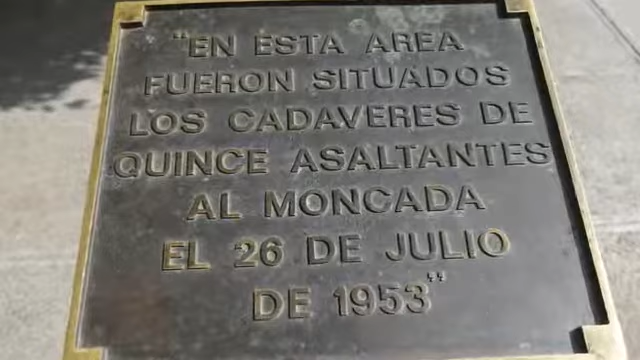 "EN ESTA AREA
FUERON SITUADOS
LOS CADAVERES DE
QUINCE ASALTANTES
AL MONCADA
EL 26 DE JULIO
DE 1953"